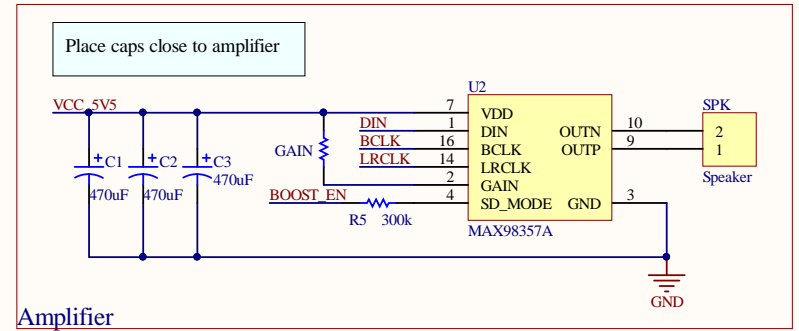 Place caps close to amplifier
VCC_5V5
U2
SPK
7 VDD
DIN 1 DIN OUTN 10 2
BCLK 16 BCLK OUTP 9 1
LRCLK 14 LRCLK
GAIN 2 GAIN
BOOST_EN 4 SD_MODE GND 3
Speaker
+ C1 + C2 + C3
470uF 470uF 470uF
R5 300k
MAX98357A
GND
Amplifier